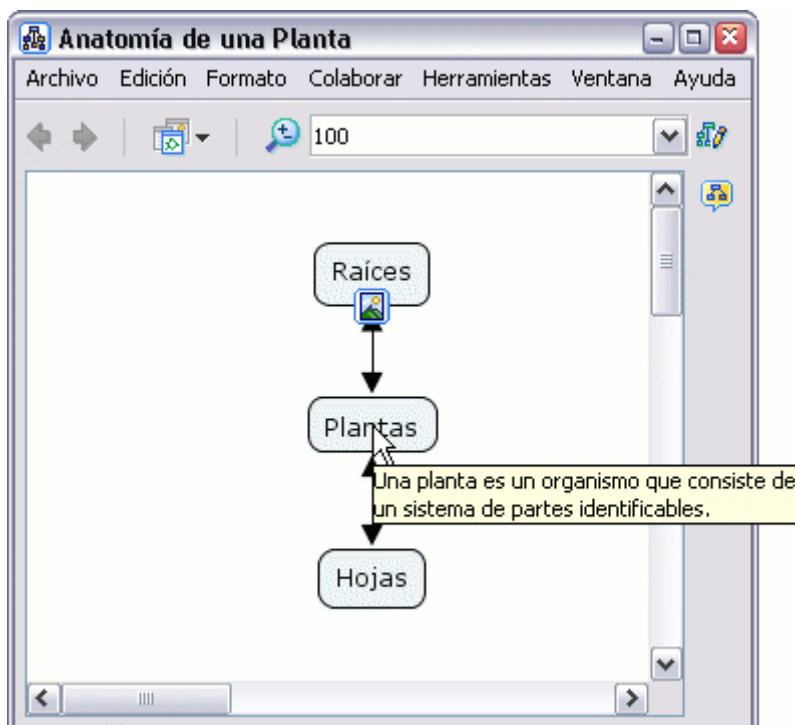 Anatomía de una Planta
Archivo Edición Formato Colaborar Herramientas Ventana Ayuda
100
Raíces
Plantas
Una planta es un organismo que consiste de
un sistema de partes identificables.
Hojas